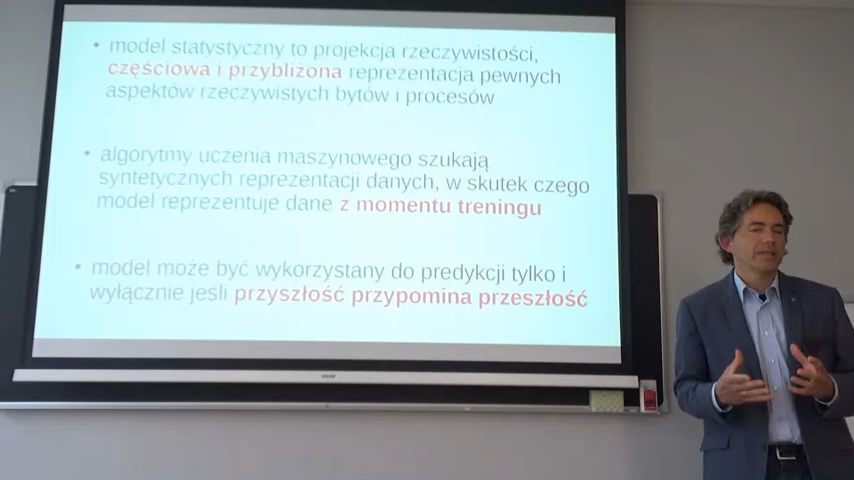 • model statystyczny to projekcja rzeczywistości,
częściowa i przybliżona reprezentacja pewnych
aspektów rzeczywistych bytów i procesów
• algorytmy uczenia maszynowego szukają
syntetycznych reprezentacji danych, w skutek czego
model reprezentuje dane z momentu treningu
• model może być wykorzystany do predykcji tylko i
wyłącznie jeśli przyszłość przypomina przeszłość